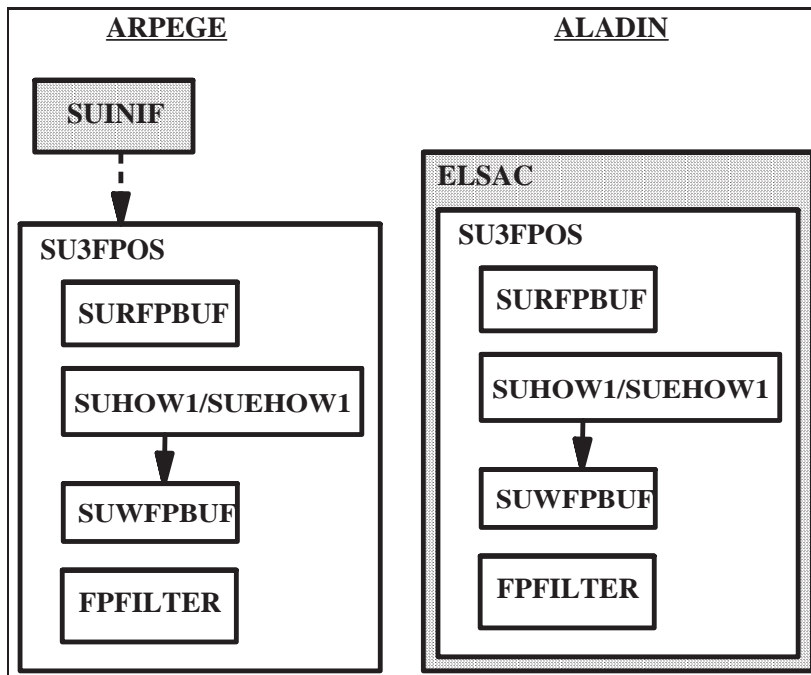 ARPEGE
SUINIF
SU3FPOS
SURFPBUF
SUHOW1/SUEHOW1
SUWFPBUF
FPFILTER
ALADIN
ELSAC
SU3FPOS
SURFPBUF
SUHOW1/SUEHOW1
SUWFPBUF
FPFILTER